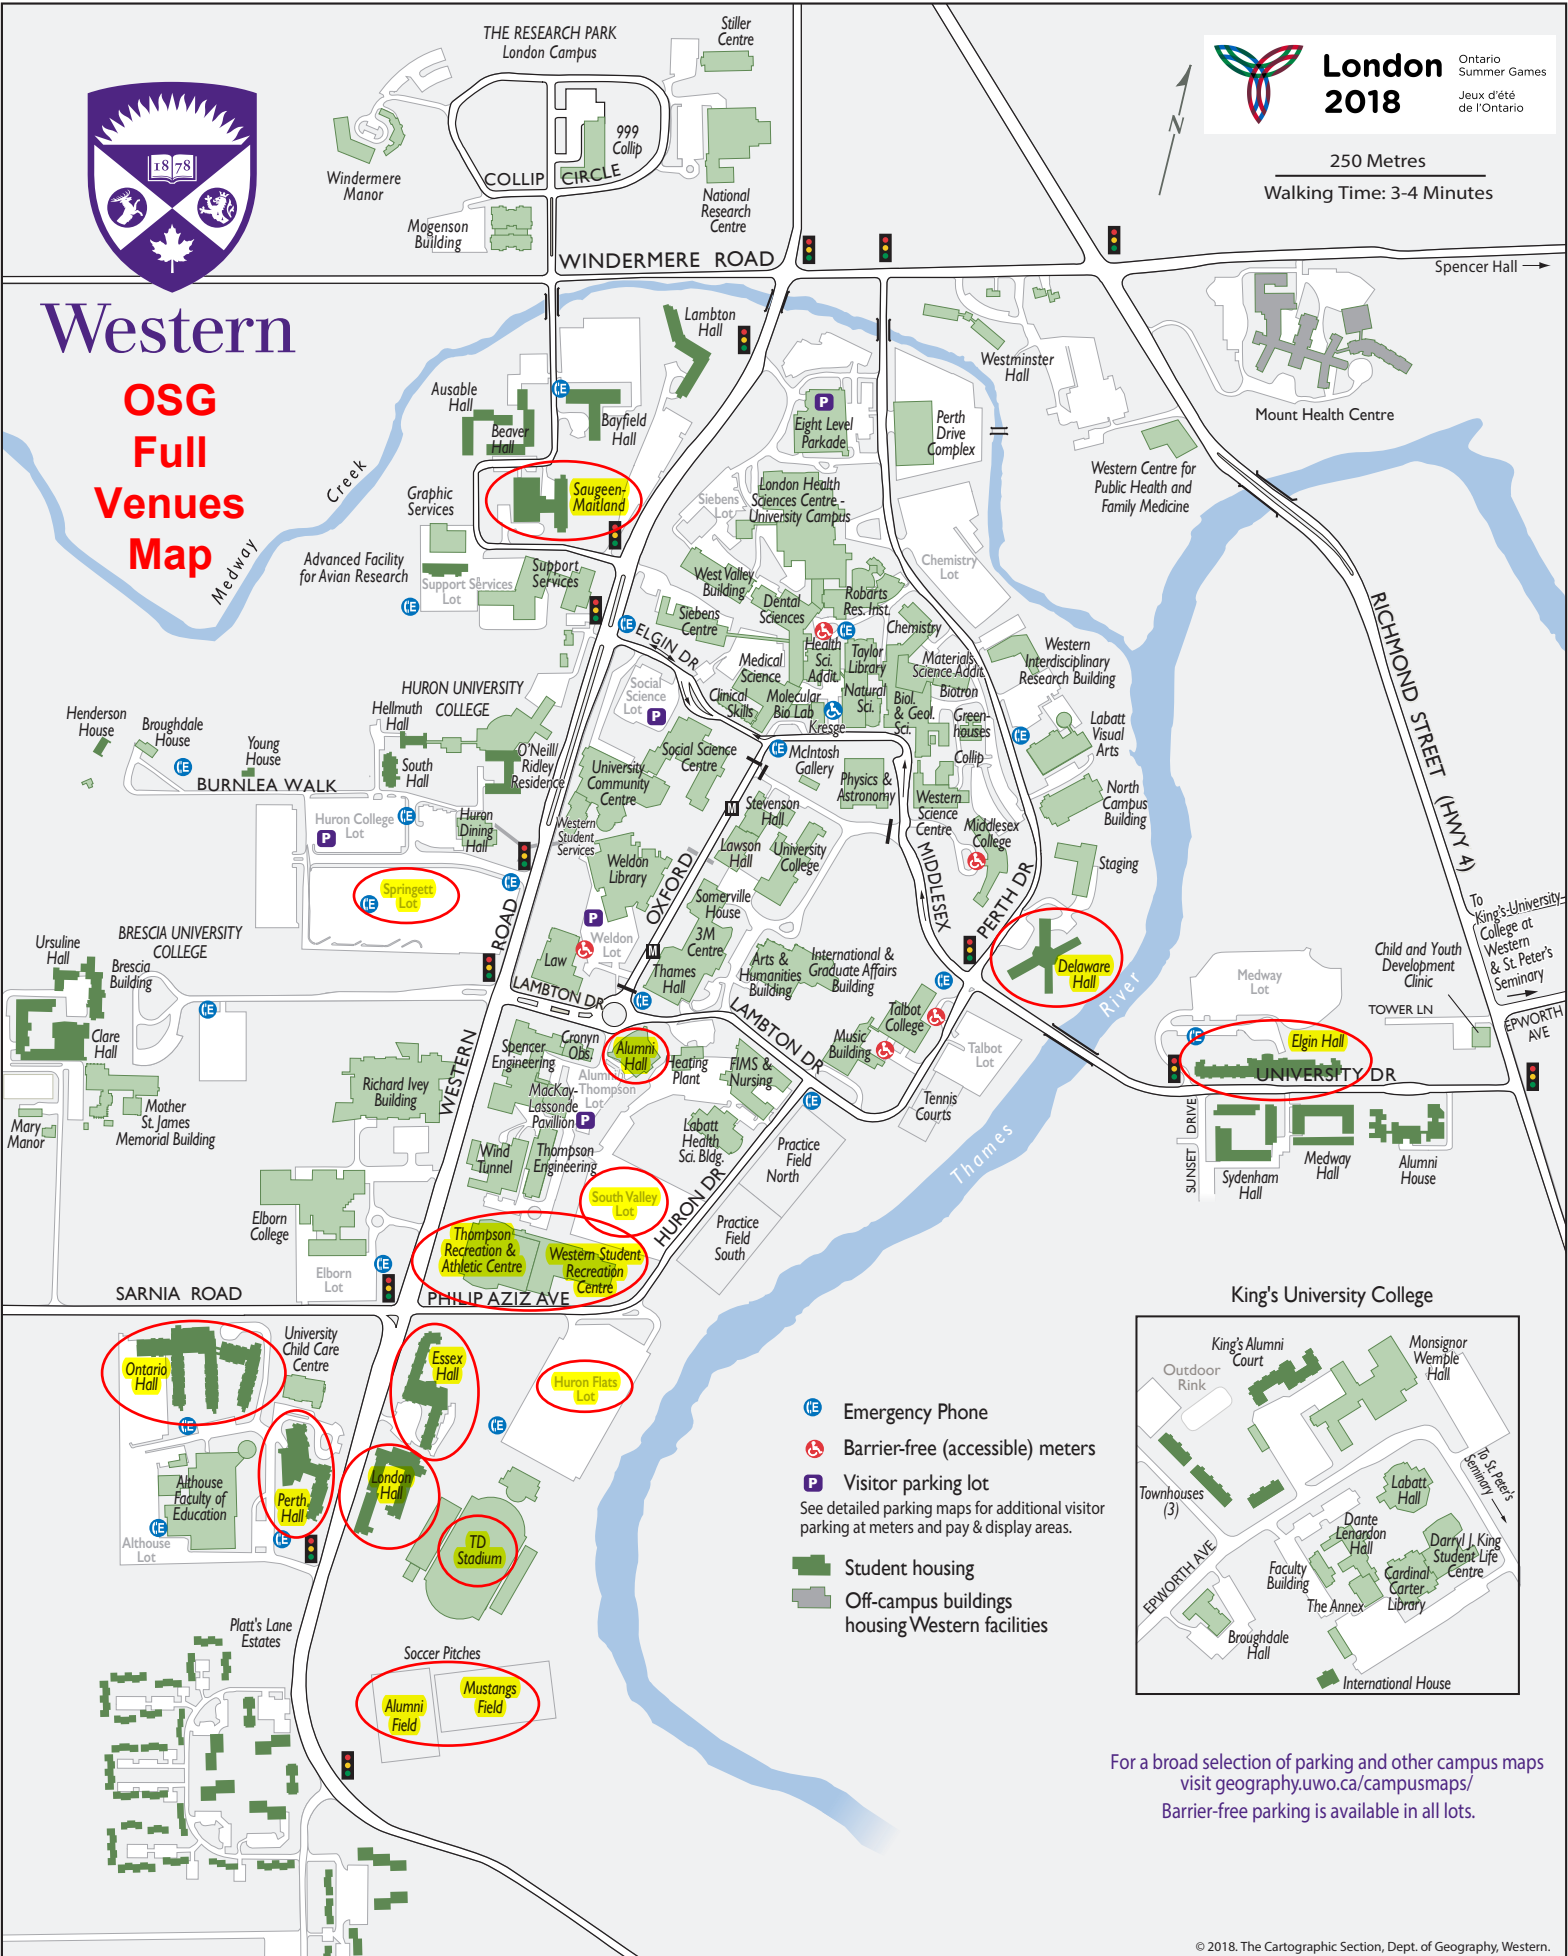 THE RESEARCH PARK
London Campus
Stiller
Centre
999
Collip
Windermere
Manor
COLLIP CIRCLE
National
Research
Centre
Mogenson
Building
1878
Western
OSG
Full
Venues
Map
London
2018
Ontario
Summer Games
Jeux d'été
de l'Ontario
N
250 Metres
Walking Time: 3-4 Minutes
WINDERMERE ROAD
Spencer Hall
Lambton
Hall
Westminster
Hall
Mount Health Centre
Ausable
Hall
Beaver
Hall
Bayfield
Hall
P
Eight Level
Parkade
Perth
Drive
Complex
Western Centre for
Public Health and
Family Medicine
Medway Creek
Graphic
Services
Saugeen-
Maitland
Siebens
Lot
London Health
Sciences Centre -
University Campus
Chemistry
Lot
Advanced Facility
for Avian Research
Support Services
Lot
Support
Services
West Valley
Building
Siebens
Centre
Dental
Sciences
Robarts
Res. Inst.
Chemistry
ELGIN DR
Health
Sci.
Addit.
Taylor
Library
Materials
Science Addit.
Biotron
Western
Interdisciplinary
Research Building
Medical
Science
Clinical
Skills
Molecular
Bio Lab
Kresge
Natural
Sci.
Biol.
& Geol.
Sci.
Green-
houses
Collip
Labatt
Visual
Arts
Social
Science
Lot
P
HURON UNIVERSITY
COLLEGE
Hellmuth
Hall
South
Hall
O'Neill/
Ridley
Residence
Henderson
House
Broughdale
House
Young
House
BURNLEA WALK
Huron College
Lot
P
Huron
Dining
Hall
University
Community
Centre
Social Science
Centre
McIntosh
Gallery
Physics &
Astronomy
Western
Science
Centre
North
Campus
Building
Western
Student
Services
M
Stevenson
Hall
Lawson
Hall
University
College
Middlesex
College
Staging
Weldon
Library
OXFORD
Somerville
House
3M
Centre
MIDDLESEX
PERTH DR
Springett
Lot
RICHMOND STREET (HWY 4)
To
King's University
College at
Western
& St. Peter's
Seminary
BRESCIA UNIVERSITY
COLLEGE
Ursuline
Hall
Brescia
Building
Clare
Hall
Mother
St. James
Memorial Building
Mary
Manor
WESTERN ROAD
P
Weldon
Lot
Law
M
Thames
Hall
LAMBTON DR
Arts &
Humanities
Building
International &
Graduate Affairs
Building
Delaware
Hall
Thames River
Medway
Lot
Child and Youth
Development
Clinic
TOWER LN
EPWORTH
AVE
Spencer
Engineering
Cronyn
Obs.
Alumni
Hall
Heating
Plant
FIMS &
Nursing
LAMBTON DR
Music
Building
Talbot
College
Talbot
Lot
Tennis
Courts
Elgin Hall
UNIVERSITY DR
SUNSET DRIVE
Sydenham
Hall
Medway
Hall
Alumni
House
Richard Ivey
Building
Alumni/
Thompson
Lot
MacKay-
Lassonde
Pavillion
P
Wind
Tunnel
Thompson
Engineering
Labatt
Health
Sci. Bldg.
Practice
Field
North
Practice
Field
South
HURON DR
South Valley
Lot
Elborn
College
Elborn
Lot
Thompson
Recreation &
Athletic Centre
Western Student
Recreation
Centre
SARNIA ROAD
PHILIP AZIZ AVE
Ontario
Hall
University
Child Care
Centre
Essex
Hall
Huron Flats
Lot
Althouse
Faculty of
Education
Althouse
Lot
Perth
Hall
London
Hall
TD
Stadium
Platt's Lane
Estates
Soccer Pitches
Alumni
Field
Mustangs
Field
Emergency Phone
Barrier-free (accessible) meters
P
Visitor parking lot
See detailed parking maps for additional visitor
parking at meters and pay & display areas.
Student housing
Off-campus buildings
housing Western facilities
King's University College
King's Alumni
Court
Monsignor
Wemple
Hall
Outdoor
Rink
Townhouses
(3)
To St. Peter's
Seminary
Labatt
Hall
Dante
Lenardon
Hall
Darryl J. King
Student Life
Centre
Faculty
Building
Cardinal
Carter
Library
The Annex
EPWORTH AVE
Broughdale
Hall
International House
For a broad selection of parking and other campus maps
visit geography.uwo.ca/campusmaps/
Barrier-free parking is available in all lots.
© 2018. The Cartographic Section, Dept. of Geography, Western.